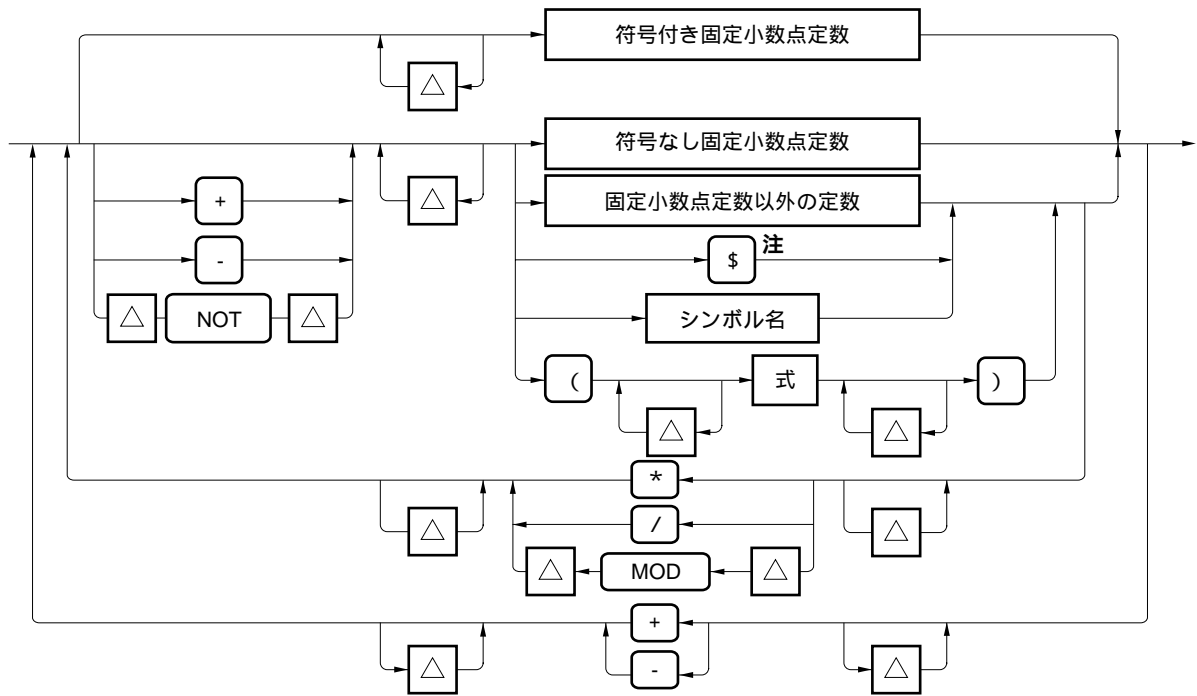 符号付き固定小数点定数
△
符号なし固定小数点定数
△
+
固定小数点定数以外の定数
-
$ 注
△ NOT △
シンボル名
( 式 )
△ △
*
△ / △
△ MOD △
+
△ - △